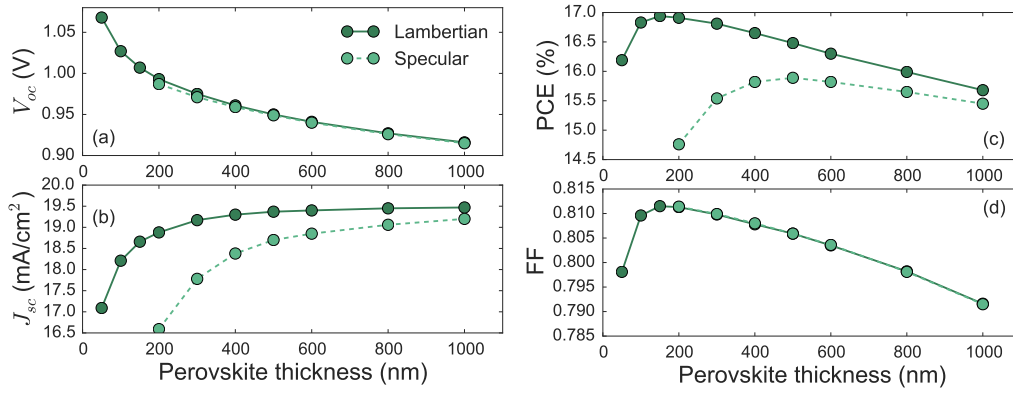 1.05
1.00
0.95
0.90
V_oc (V)
Lambertian
Specular
(a)
20.0
19.5
19.0
18.5
18.0
17.5
17.0
16.5
J_sc (mA/cm²)
(b)
0 200 400 600 800 1000
Perovskite thickness (nm)
17.0
16.5
16.0
15.5
15.0
14.5
PCE (%)
(c)
0 200 400 600 800 1000
0.815
0.810
0.805
0.800
0.795
0.790
0.785
FF
(d)
0 200 400 600 800 1000
Perovskite thickness (nm)